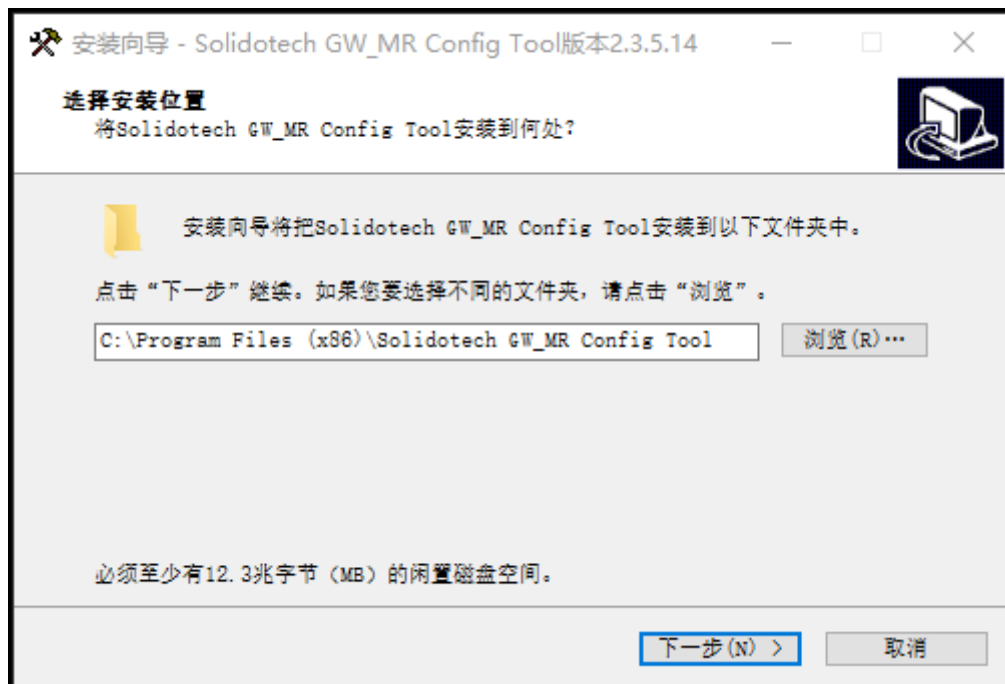 安装向导 - Solidotech GW_MR Config Tool版本2.3.5.14
选择安装位置
将Solidotech GW_MR Config Tool安装到何处?
安装向导将把Solidotech GW_MR Config Tool安装到以下文件夹中。
点击“下一步”继续。如果您要选择不同的文件夹，请点击“浏览”。
C:\Program Files (x86)\Solidotech GW_MR Config Tool
浏览(R)…
必须至少有12.3兆字节（MB）的闲置磁盘空间。
下一步(N) >
取消